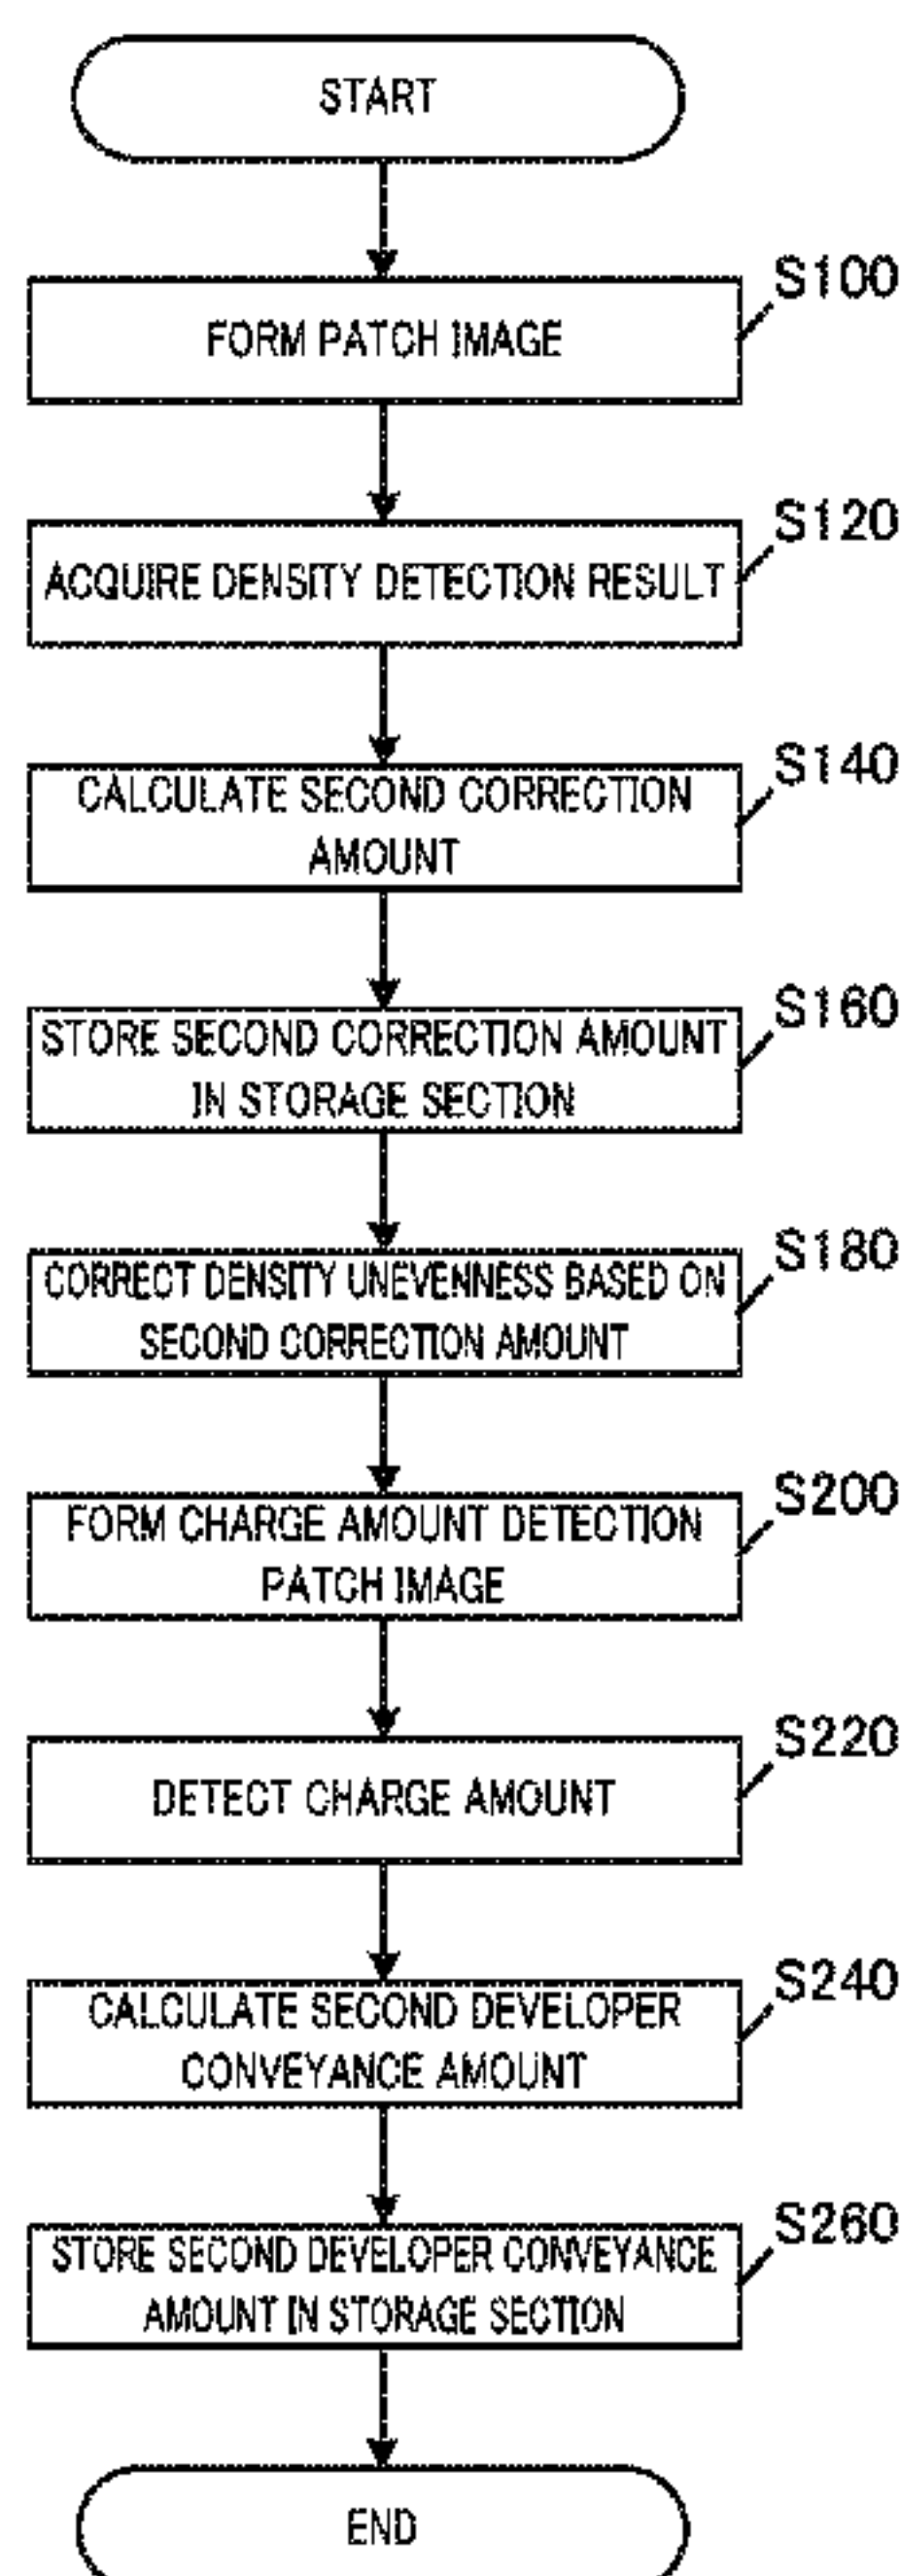 START
S100
FORM PATCH IMAGE
S120
ACQUIRE DENSITY DETECTION RESULT
S140
CALCULATE SECOND CORRECTION
AMOUNT
S160
STORE SECOND CORRECTION AMOUNT
IN STORAGE SECTION
S180
CORRECT DENSITY UNEVENNESS BASED ON
SECOND CORRECTION AMOUNT
S200
FORM CHARGE AMOUNT DETECTION
PATCH IMAGE
S220
DETECT CHARGE AMOUNT
S240
CALCULATE SECOND DEVELOPER
CONVEYANCE AMOUNT
S260
STORE SECOND DEVELOPER CONVEYANCE
AMOUNT IN STORAGE SECTION
END